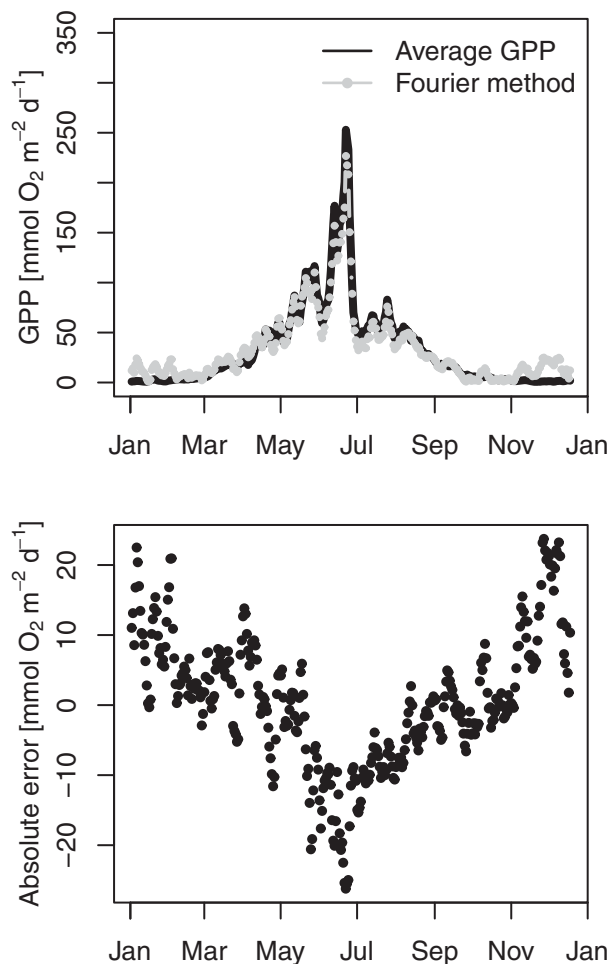 350
250
150
50
0
GPP [mmol O₂ m⁻² d⁻¹]
Average GPP
Fourier method
Jan Mar May Jul Sep Nov Jan
20
10
0
−10
−20
Absolute error [mmol O₂ m⁻² d⁻¹]
Jan Mar May Jul Sep Nov Jan